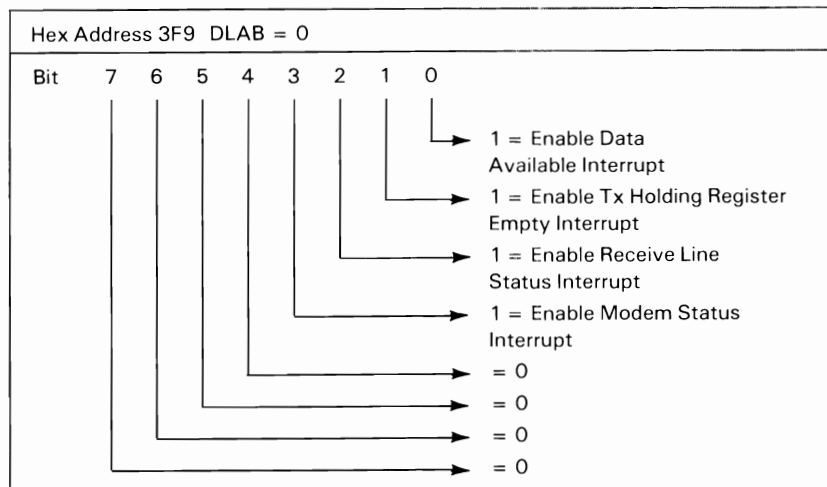 Hex Address 3F9 DLAB = 0
Bit 7 6 5 4 3 2 1 0
1 = Enable Data
Available Interrupt
1 = Enable Tx Holding Register
Empty Interrupt
1 = Enable Receive Line
Status Interrupt
1 = Enable Modem Status
Interrupt
= 0
= 0
= 0
= 0